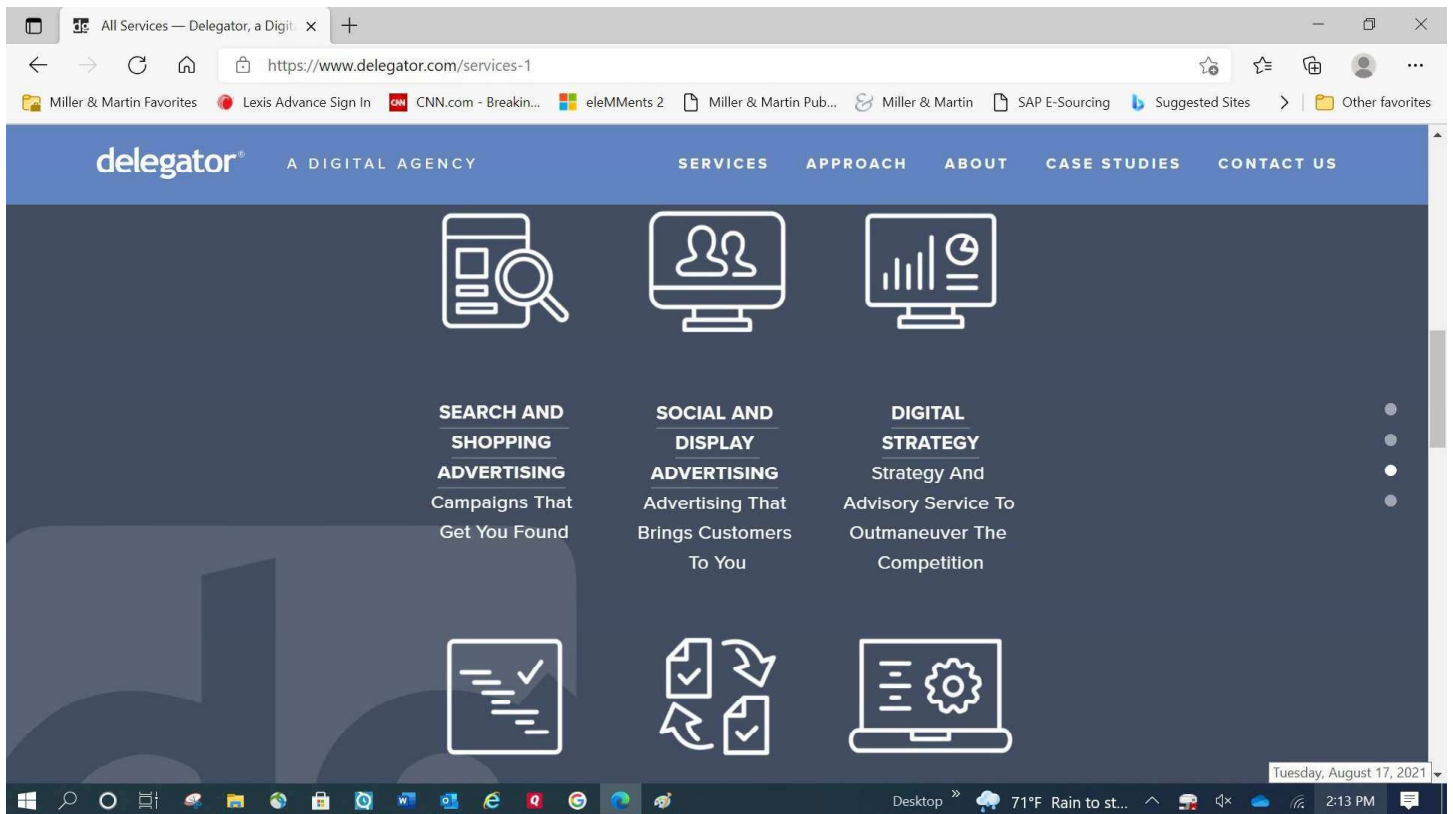 All Services — Delegator, a Digit
https://www.delegator.com/services-1
Miller & Martin Favorites Lexis Advance Sign In CNN CNN.com - Breakin... eleMMents 2 Miller & Martin Pub... Miller & Martin SAP E-Sourcing Suggested Sites Other favorites
delegator® A DIGITAL AGENCY SERVICES APPROACH ABOUT CASE STUDIES CONTACT US
SEARCH AND
SHOPPING
ADVERTISING
Campaigns That
Get You Found
SOCIAL AND
DISPLAY
ADVERTISING
Advertising That
Brings Customers
To You
DIGITAL
STRATEGY
Strategy And
Advisory Service To
Outmaneuver The
Competition
Tuesday, August 17, 2021
Desktop 71°F Rain to st... 2:13 PM